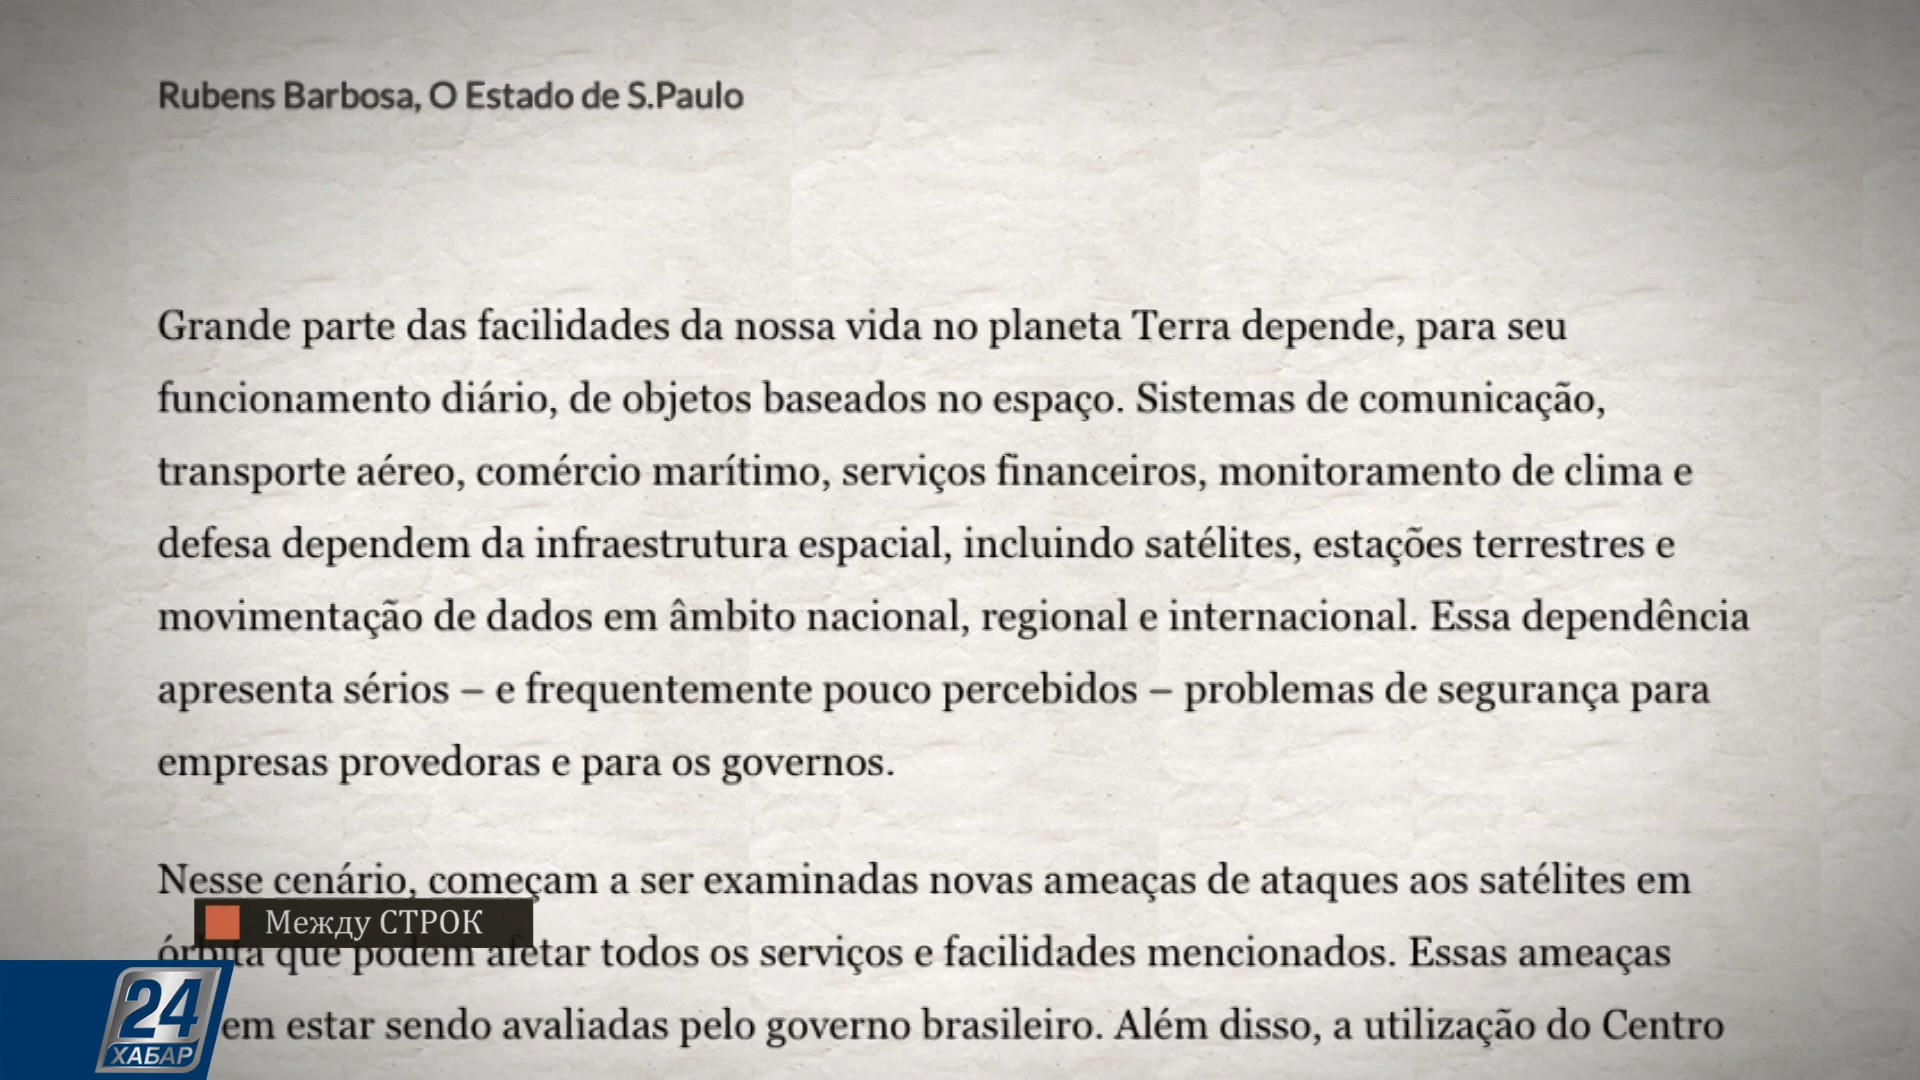 Rubens Barbosa, O Estado de S.Paulo
Grande parte das facilidades da nossa vida no planeta Terra depende, para seu
funcionamento diário, de objetos baseados no espaço. Sistemas de comunicação,
transporte aéreo, comércio marítimo, serviços financeiros, monitoramento de clima e
defesa dependem da infraestrutura espacial, incluindo satélites, estações terrestres e
movimentação de dados em âmbito nacional, regional e internacional. Essa dependência
apresenta sérios – e frequentemente pouco percebidos – problemas de segurança para
empresas provedoras e para os governos.
Nesse cenário, começam a ser examinadas novas ameaças de ataques aos satélites em
Между СТРОК
órbita que podem afetar todos os serviços e facilidades mencionados. Essas ameaças
estar sendo avaliadas pelo governo brasileiro. Além disso, a utilização do Centro
24
ХАБАР